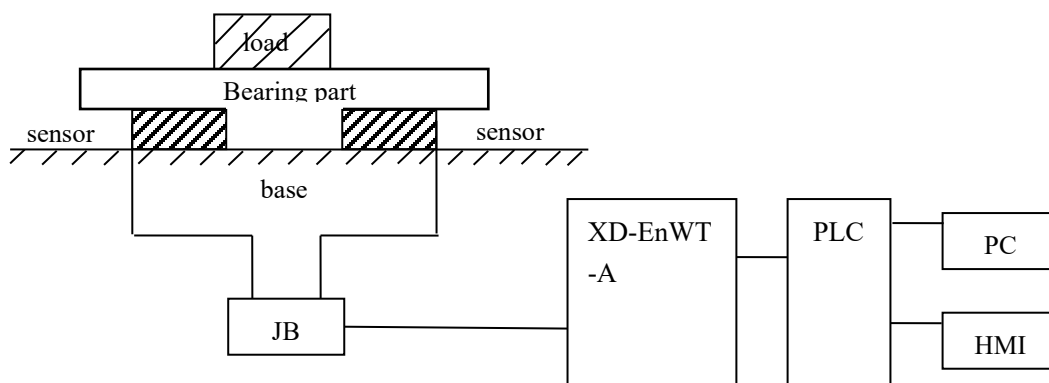 load
Bearing part
sensor
sensor
base
XD-EnWT
-A
PLC
PC
JB
HMI